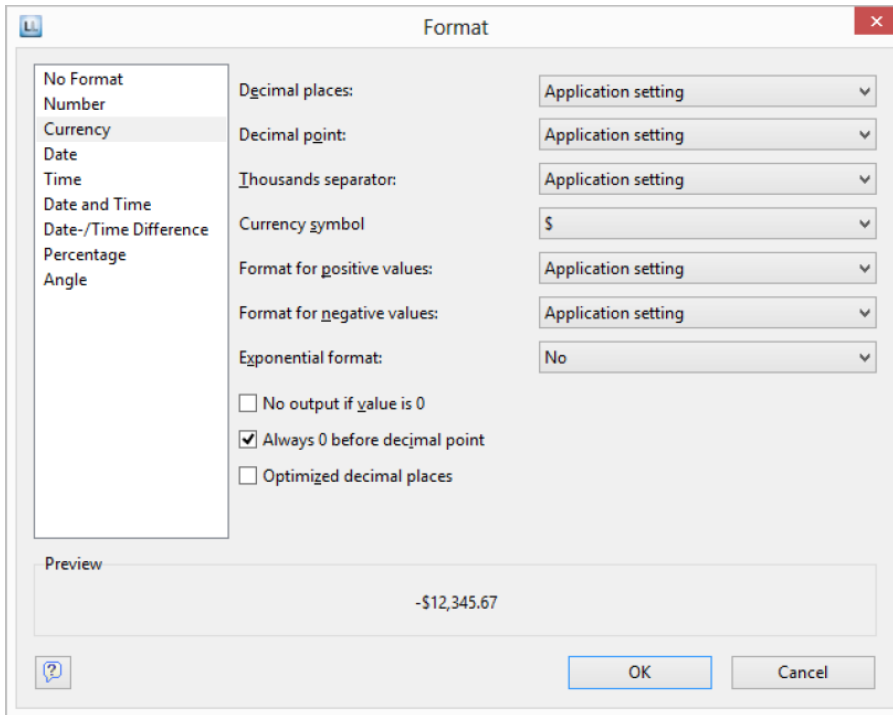 Format
No Format
Number
Currency
Date
Time
Date and Time
Date-/Time Difference
Percentage
Angle
Decimal places: Application setting
Decimal point: Application setting
Thousands separator: Application setting
Currency symbol $
Format for positive values: Application setting
Format for negative values: Application setting
Exponential format: No
No output if value is 0
Always 0 before decimal point
Optimized decimal places
Preview
-$12,345.67
?
OK Cancel